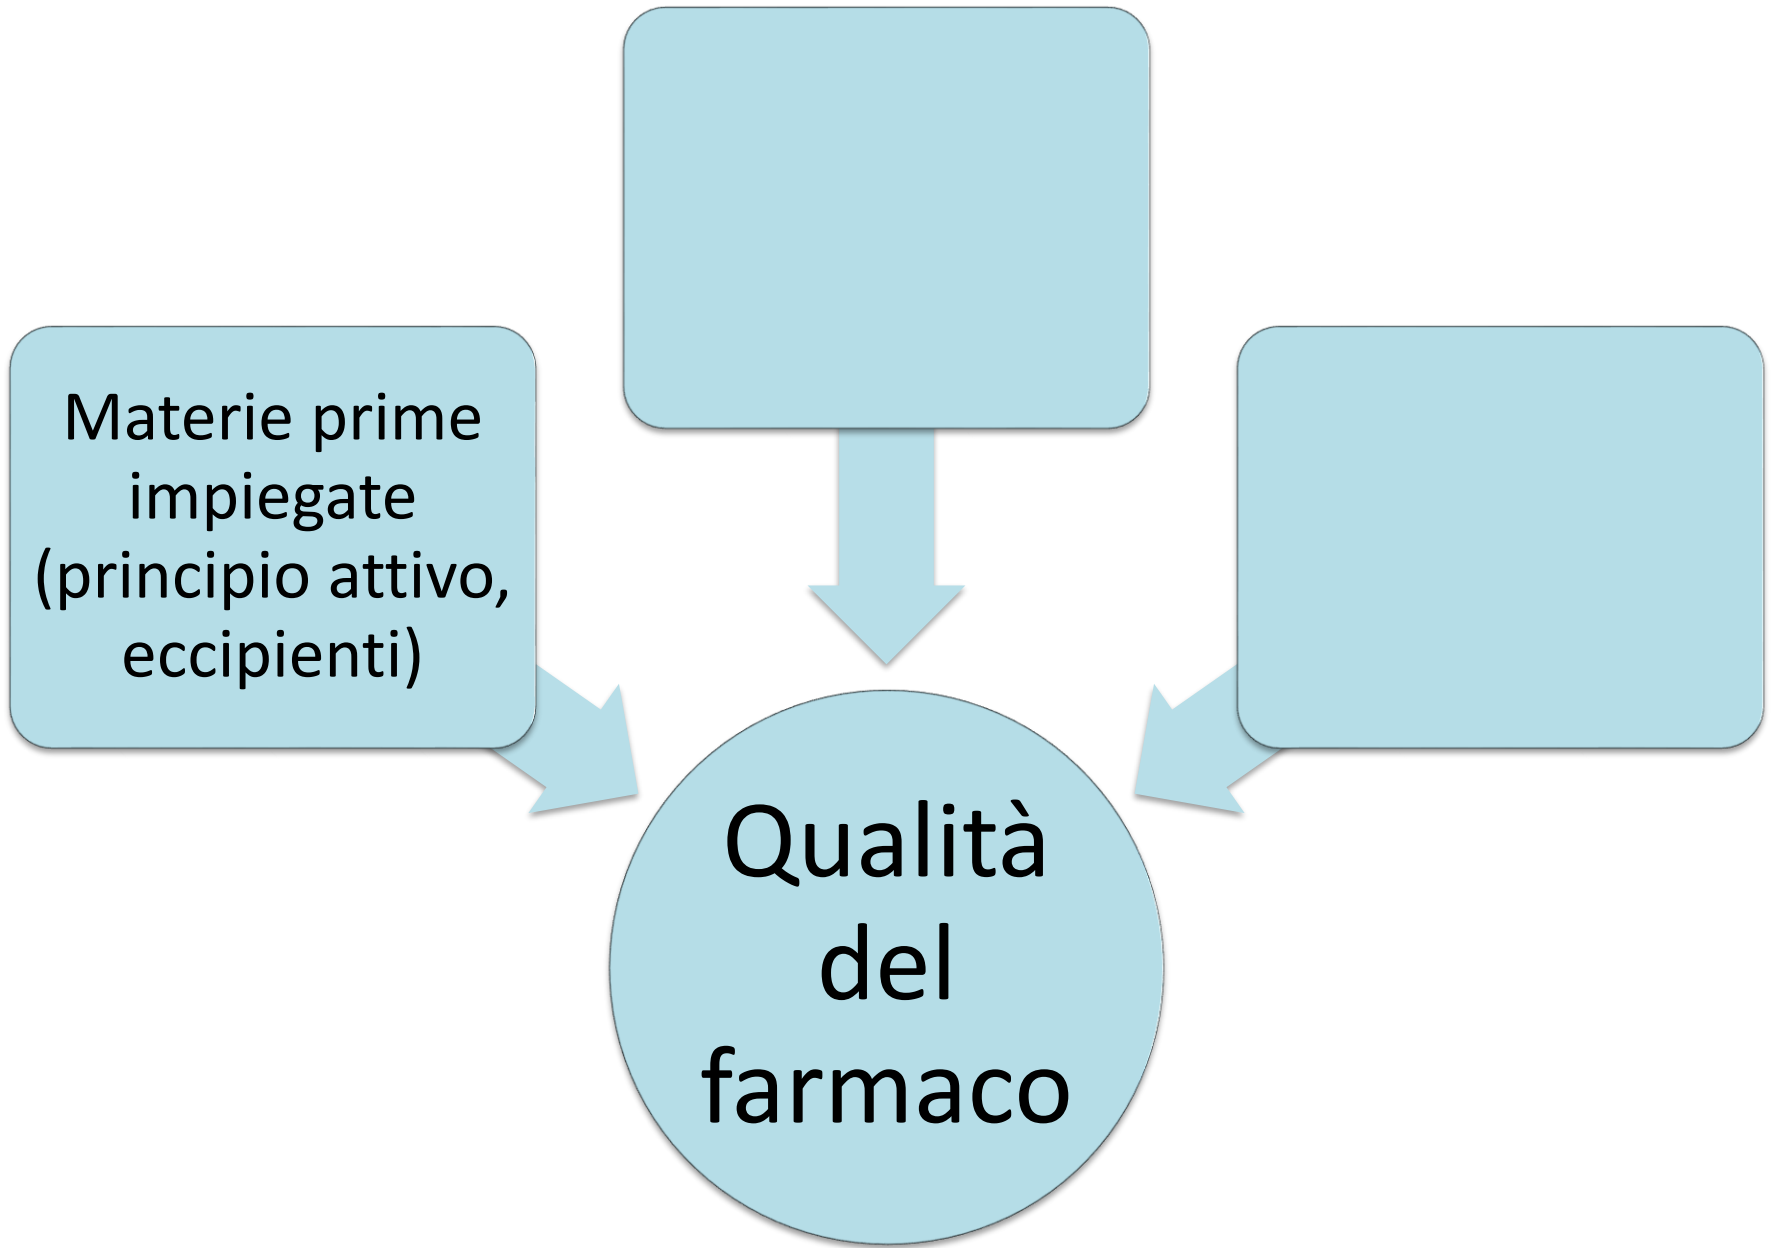 Materie prime
impiegate
(principio attivo,
eccipienti)
Qualità
del
farmaco